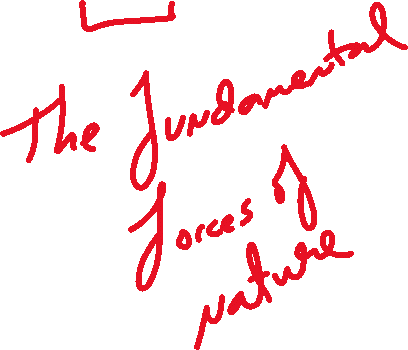 The Fundamental
Forces of
nature